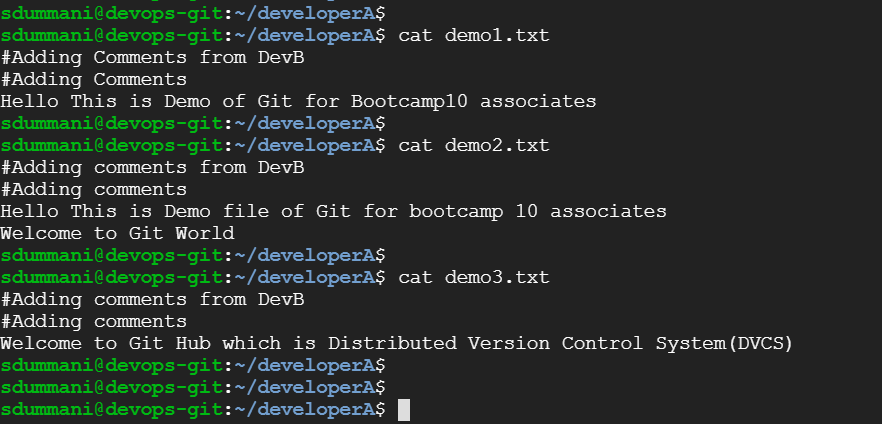 sdummani@devops-git:~/developerA$
sdummani@devops-git:~/developerA$ cat demo1.txt
#Adding Comments from DevB
#Adding Comments
Hello This is Demo of Git for Bootcamp10 associates
sdummani@devops-git:~/developerA$
sdummani@devops-git:~/developerA$ cat demo2.txt
#Adding comments from DevB
#Adding comments
Hello This is Demo file of Git for bootcamp 10 associates
Welcome to Git World
sdummani@devops-git:~/developerA$
sdummani@devops-git:~/developerA$ cat demo3.txt
#Adding comments from DevB
#Adding comments
Welcome to Git Hub which is Distributed Version Control System(DVCS)
sdummani@devops-git:~/developerA$
sdummani@devops-git:~/developerA$
sdummani@devops-git:~/developerA$